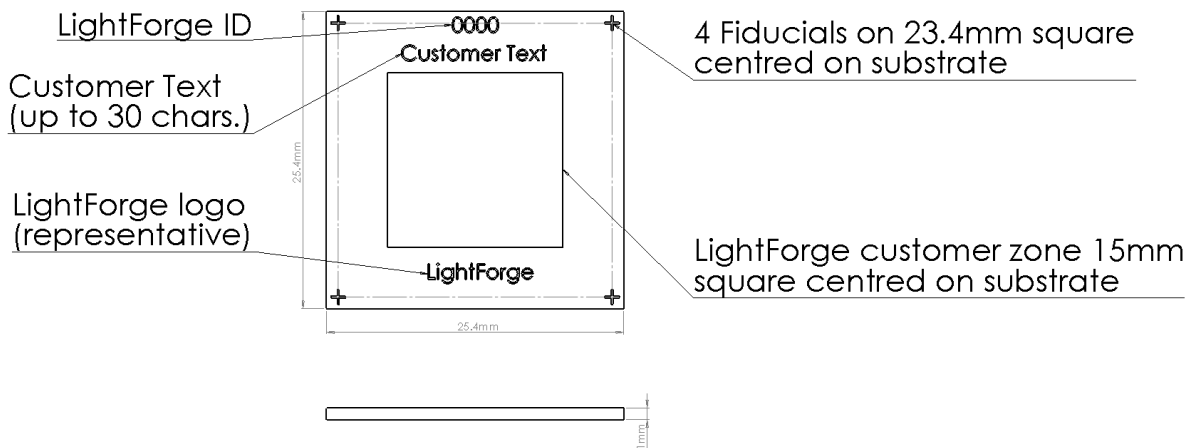 LightForge ID
0000
4 Fiducials on 23.4mm square
centred on substrate
Customer Text
Customer Text
(up to 30 chars.)
25.4mm
LightForge logo
(representative)
LightForge
LightForge customer zone 15mm
square centred on substrate
25.4mm
1mm